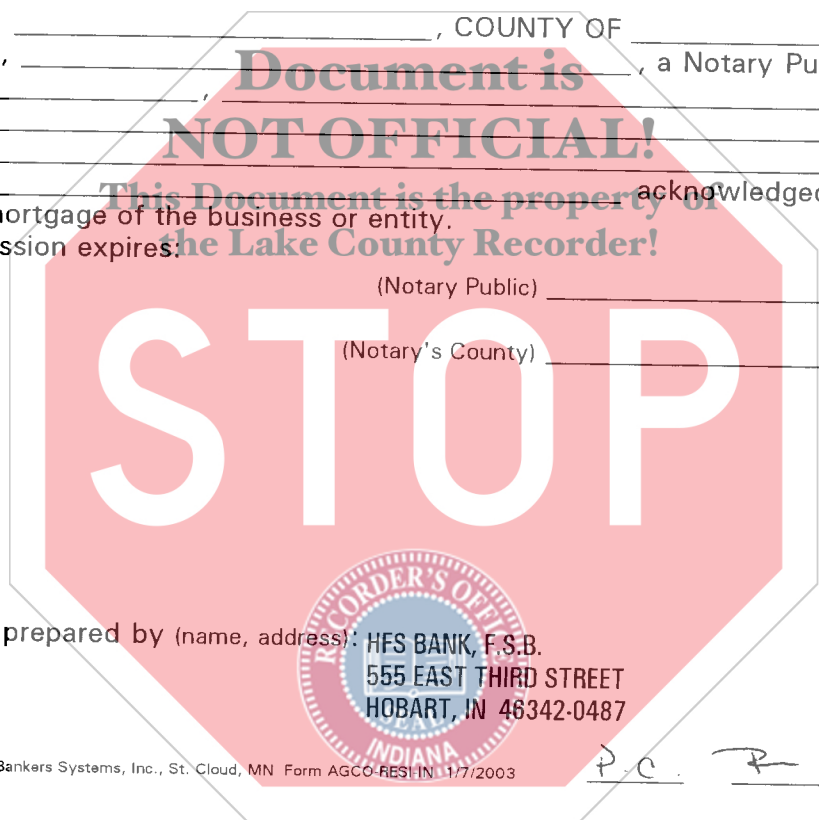 , COUNTY OF
, , a Notary Pu
Document is
,
NOT OFFICIAL!
This Document is the property of
acknowledged
ortgage of the business or entity.
ssion expires:
the Lake County Recorder!
(Notary Public)
(Notary's County)
STOP
RECORDER'S OFFICE
SEAL
INDIANA
prepared by (name, address): HFS BANK, F.S.B.
555 EAST THIRD STREET
HOBART, IN 46342-0487
Bankers Systems, Inc., St. Cloud, MN Form AGCO-RESI-IN 1/7/2003
P.C.